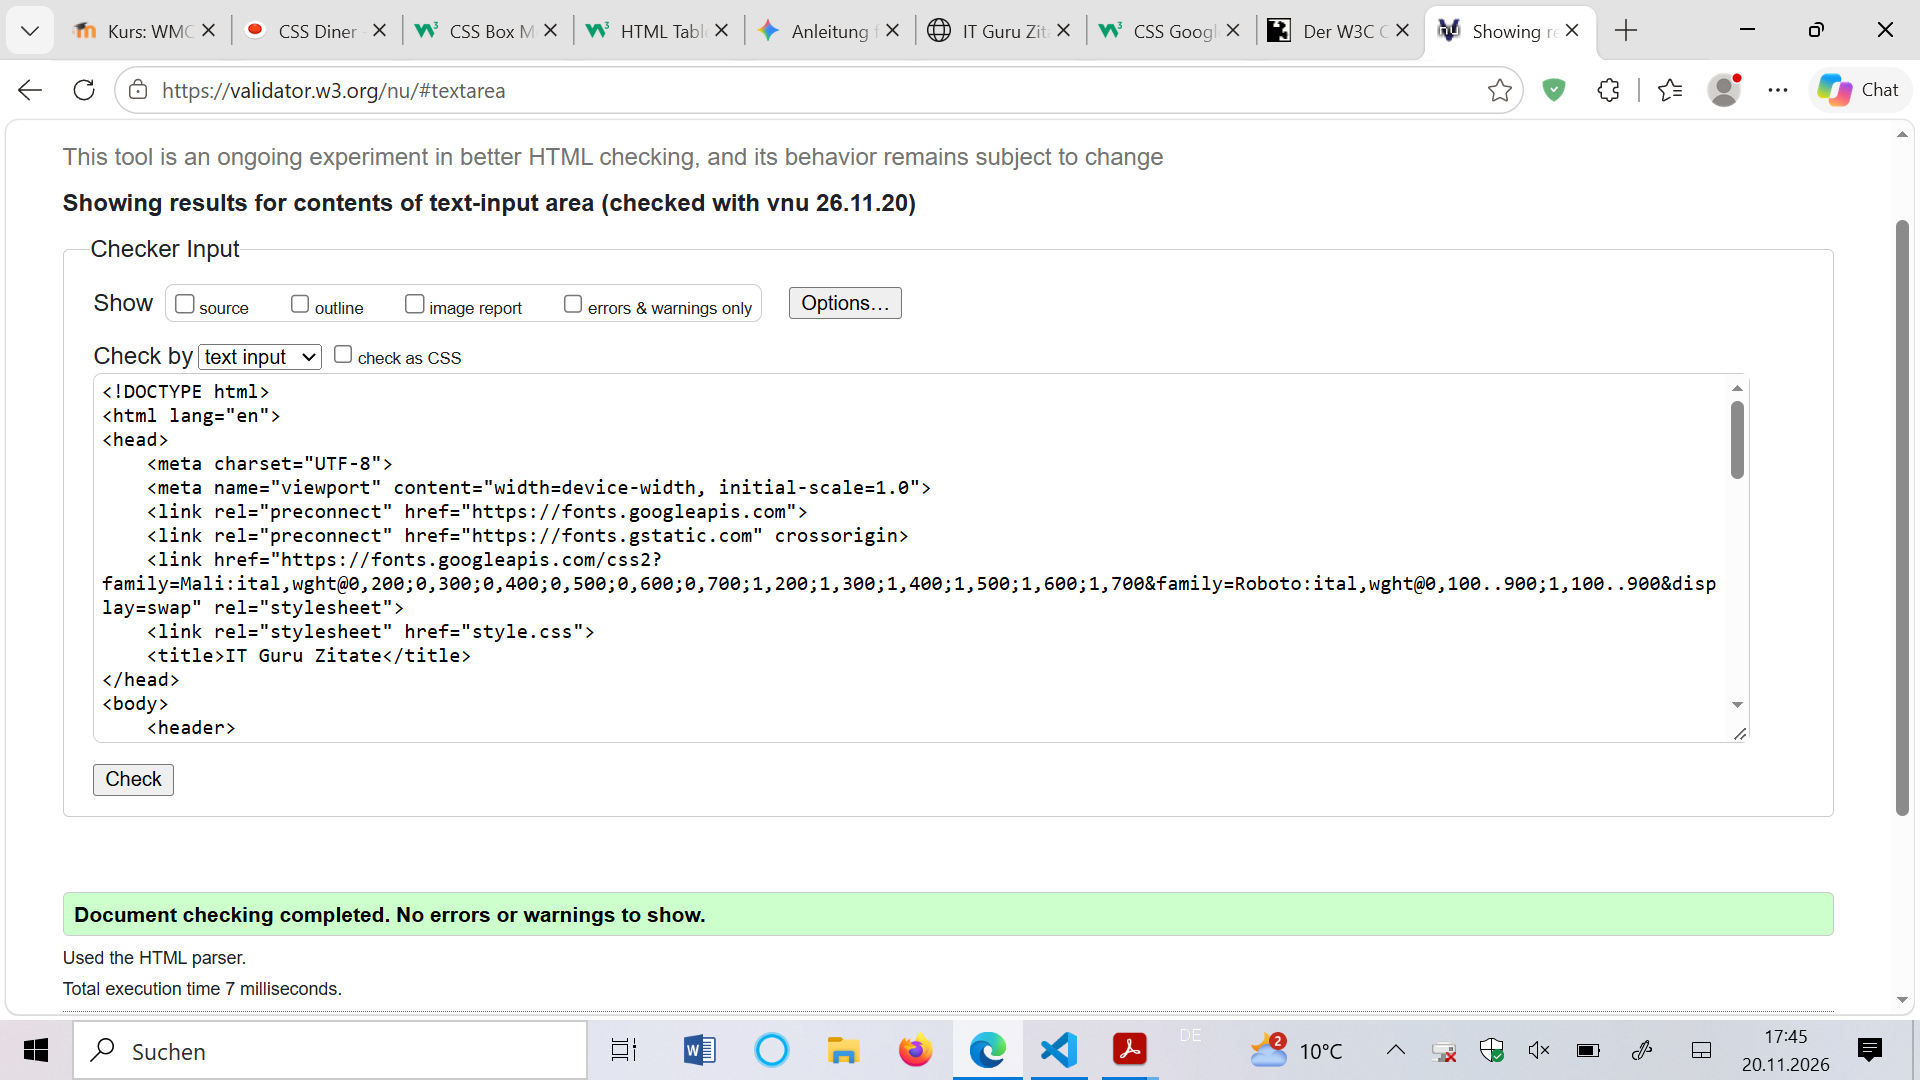 Kurs: WMC
CSS Diner -
CSS Box M
HTML Tabl
Anleitung f
IT Guru Zita
CSS Googl
Der W3C C
Showing re
https://validator.w3.org/nu/#textarea
Chat
This tool is an ongoing experiment in better HTML checking, and its behavior remains subject to change
Showing results for contents of text-input area (checked with vnu 26.11.20)
Checker Input
Show source outline image report errors & warnings only Options...
Check by text input check as CSS
<!DOCTYPE html>
<html lang="en">
<head>
    <meta charset="UTF-8">
    <meta name="viewport" content="width=device-width, initial-scale=1.0">
    <link rel="preconnect" href="https://fonts.googleapis.com">
    <link rel="preconnect" href="https://fonts.gstatic.com" crossorigin>
    <link href="https://fonts.googleapis.com/css2?
family=Mali:ital,wght@0,200;0,300;0,400;0,500;0,600;0,700;1,200;1,300;1,400;1,500;1,600;1,700&family=Roboto:ital,wght@0,100..900;1,100..900&disp
lay=swap" rel="stylesheet">
    <link rel="stylesheet" href="style.css">
    <title>IT Guru Zitate</title>
</head>
<body>
    <header>
Check
Document checking completed. No errors or warnings to show.
Used the HTML parser.
Total execution time 7 milliseconds.
Suchen
DE
2
10°C
17:45
20.11.2026